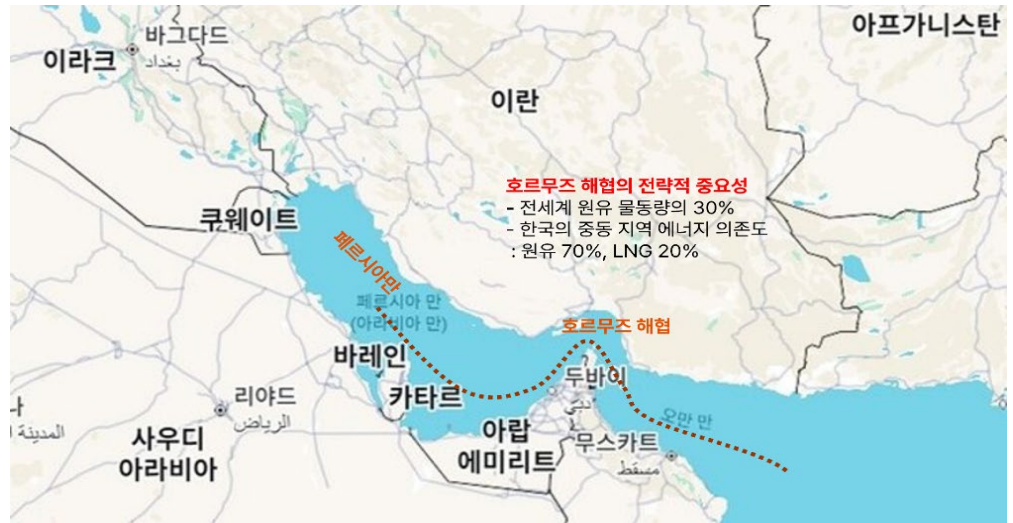 아프가니스탄
바그다드
بغداد
이라크
이란
호르무즈 해협의 전략적 중요성
- 전세계 원유 물동량의 30%
- 한국의 중동 지역 에너지 의존도
: 원유 70%, LNG 20%
쿠웨이트
페르시아만
페르시아 만
(아라비아 만)
호르무즈 해협
바레인
두바이
دبي
카타르
리야드
الرياض
나
المدينة
오만 만
아랍
에미리트
무스카트
مسقط
사우디
아라비아